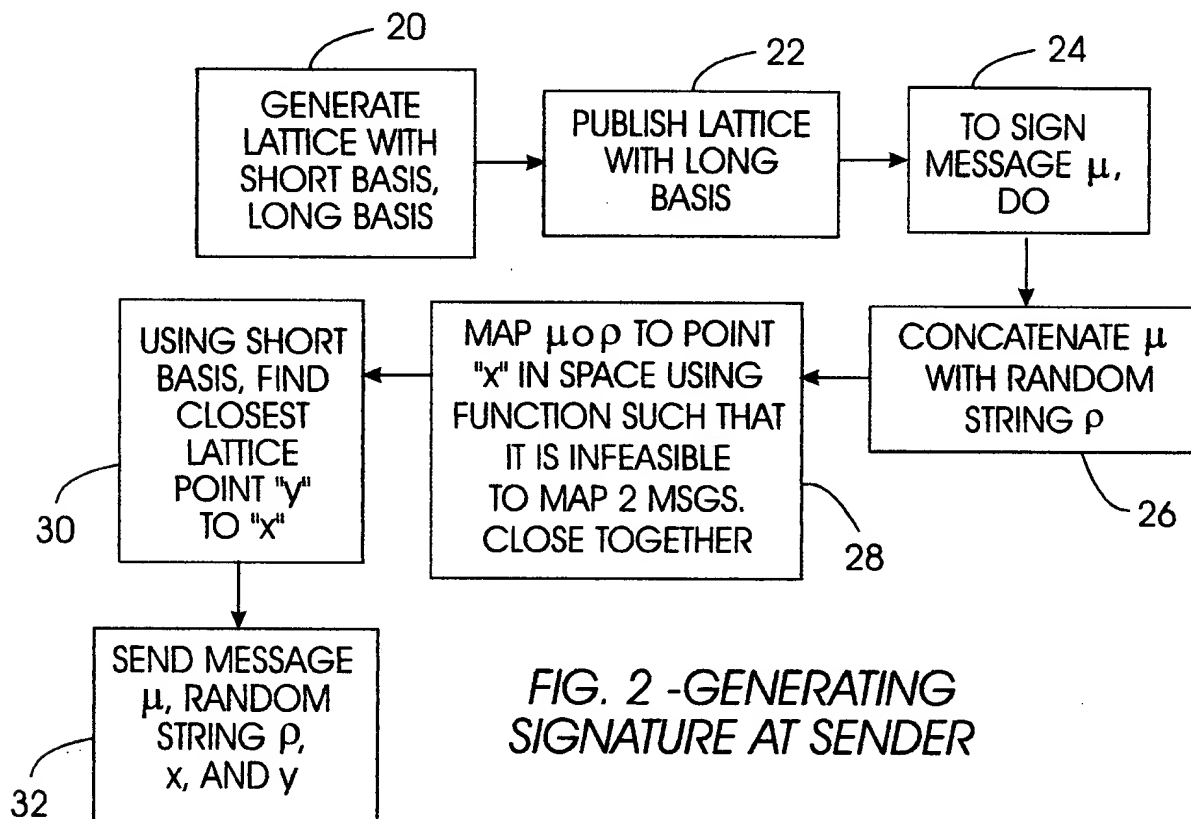 20
GENERATE
LATTICE WITH
SHORT BASIS,
LONG BASIS
22
PUBLISH LATTICE
WITH LONG
BASIS
24
TO SIGN
MESSAGE μ,
DO
CONCATENATE μ
WITH RANDOM
STRING ρ
26
MAP μ o ρ TO POINT
"x" IN SPACE USING
FUNCTION SUCH THAT
IT IS INFEASIBLE
TO MAP 2 MSGS.
CLOSE TOGETHER
28
USING SHORT
BASIS, FIND
CLOSEST
LATTICE
POINT "y"
TO "x"
30
SEND MESSAGE
μ, RANDOM
STRING ρ,
x, AND y
32
FIG. 2 -GENERATING
SIGNATURE AT SENDER